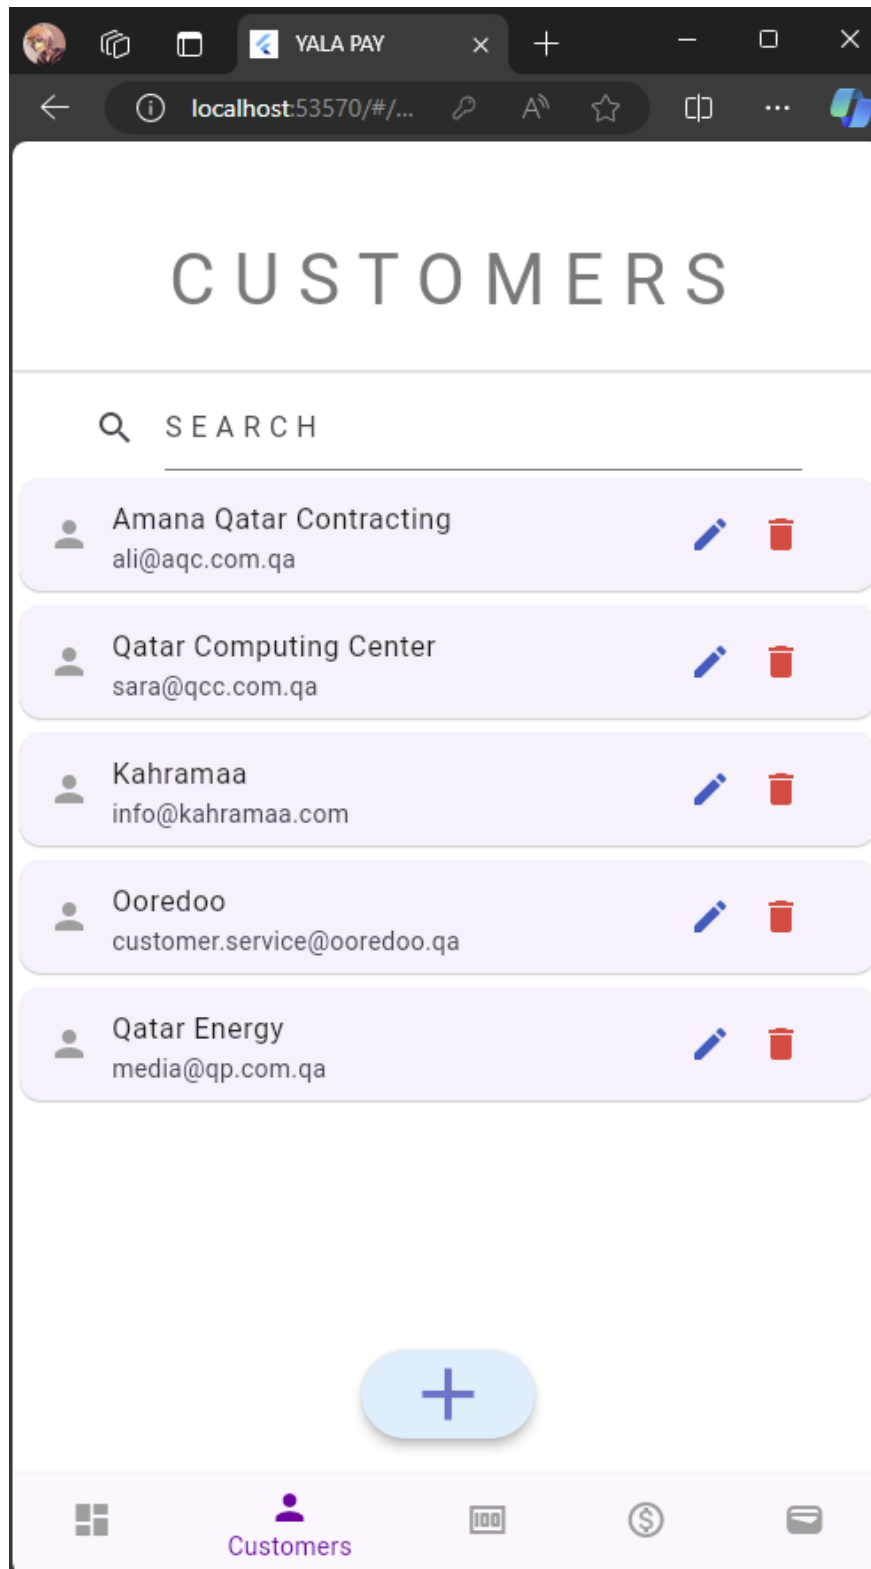 YALA PAY
localhost:53570/#/...
CUSTOMERS
SEARCH
Amana Qatar Contracting
ali@aqc.com.qa
Qatar Computing Center
sara@qcc.com.qa
Kahramaa
info@kahramaa.com
Ooredoo
customer.service@ooredoo.qa
Qatar Energy
media@qp.com.qa
100
Customers